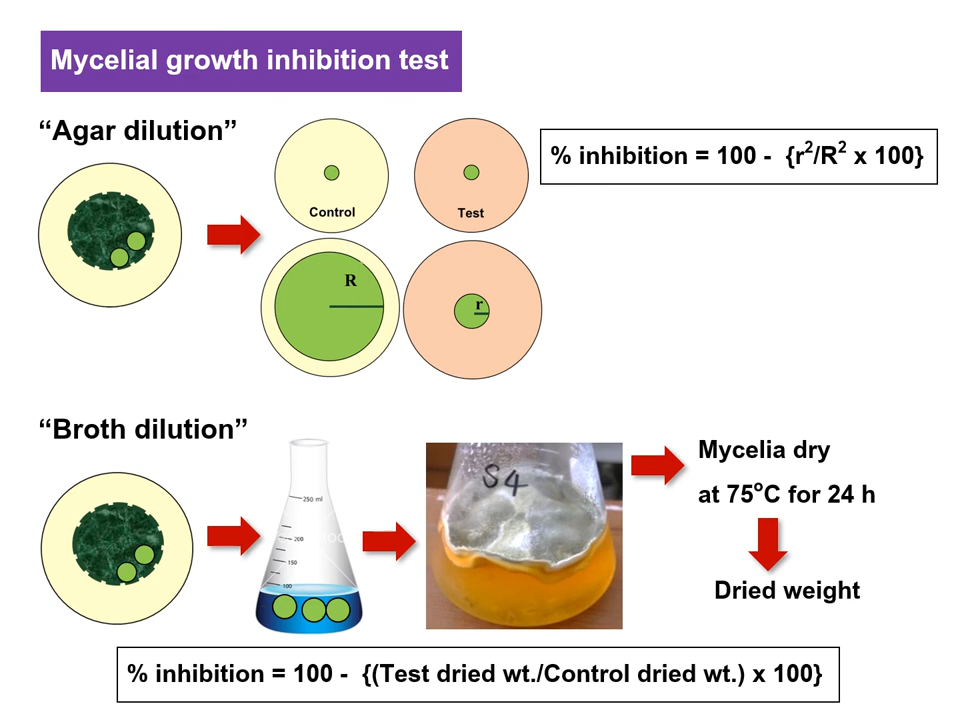 Mycelial growth inhibition test
“Agar dilution”
% inhibition = 100 - {r²/R² x 100}
Control
Test
R
r
“Broth dilution”
250 ml
200
150
100
S4
Mycelia dry
at 75°C for 24 h
Dried weight
% inhibition = 100 - {(Test dried wt./Control dried wt.) x 100}